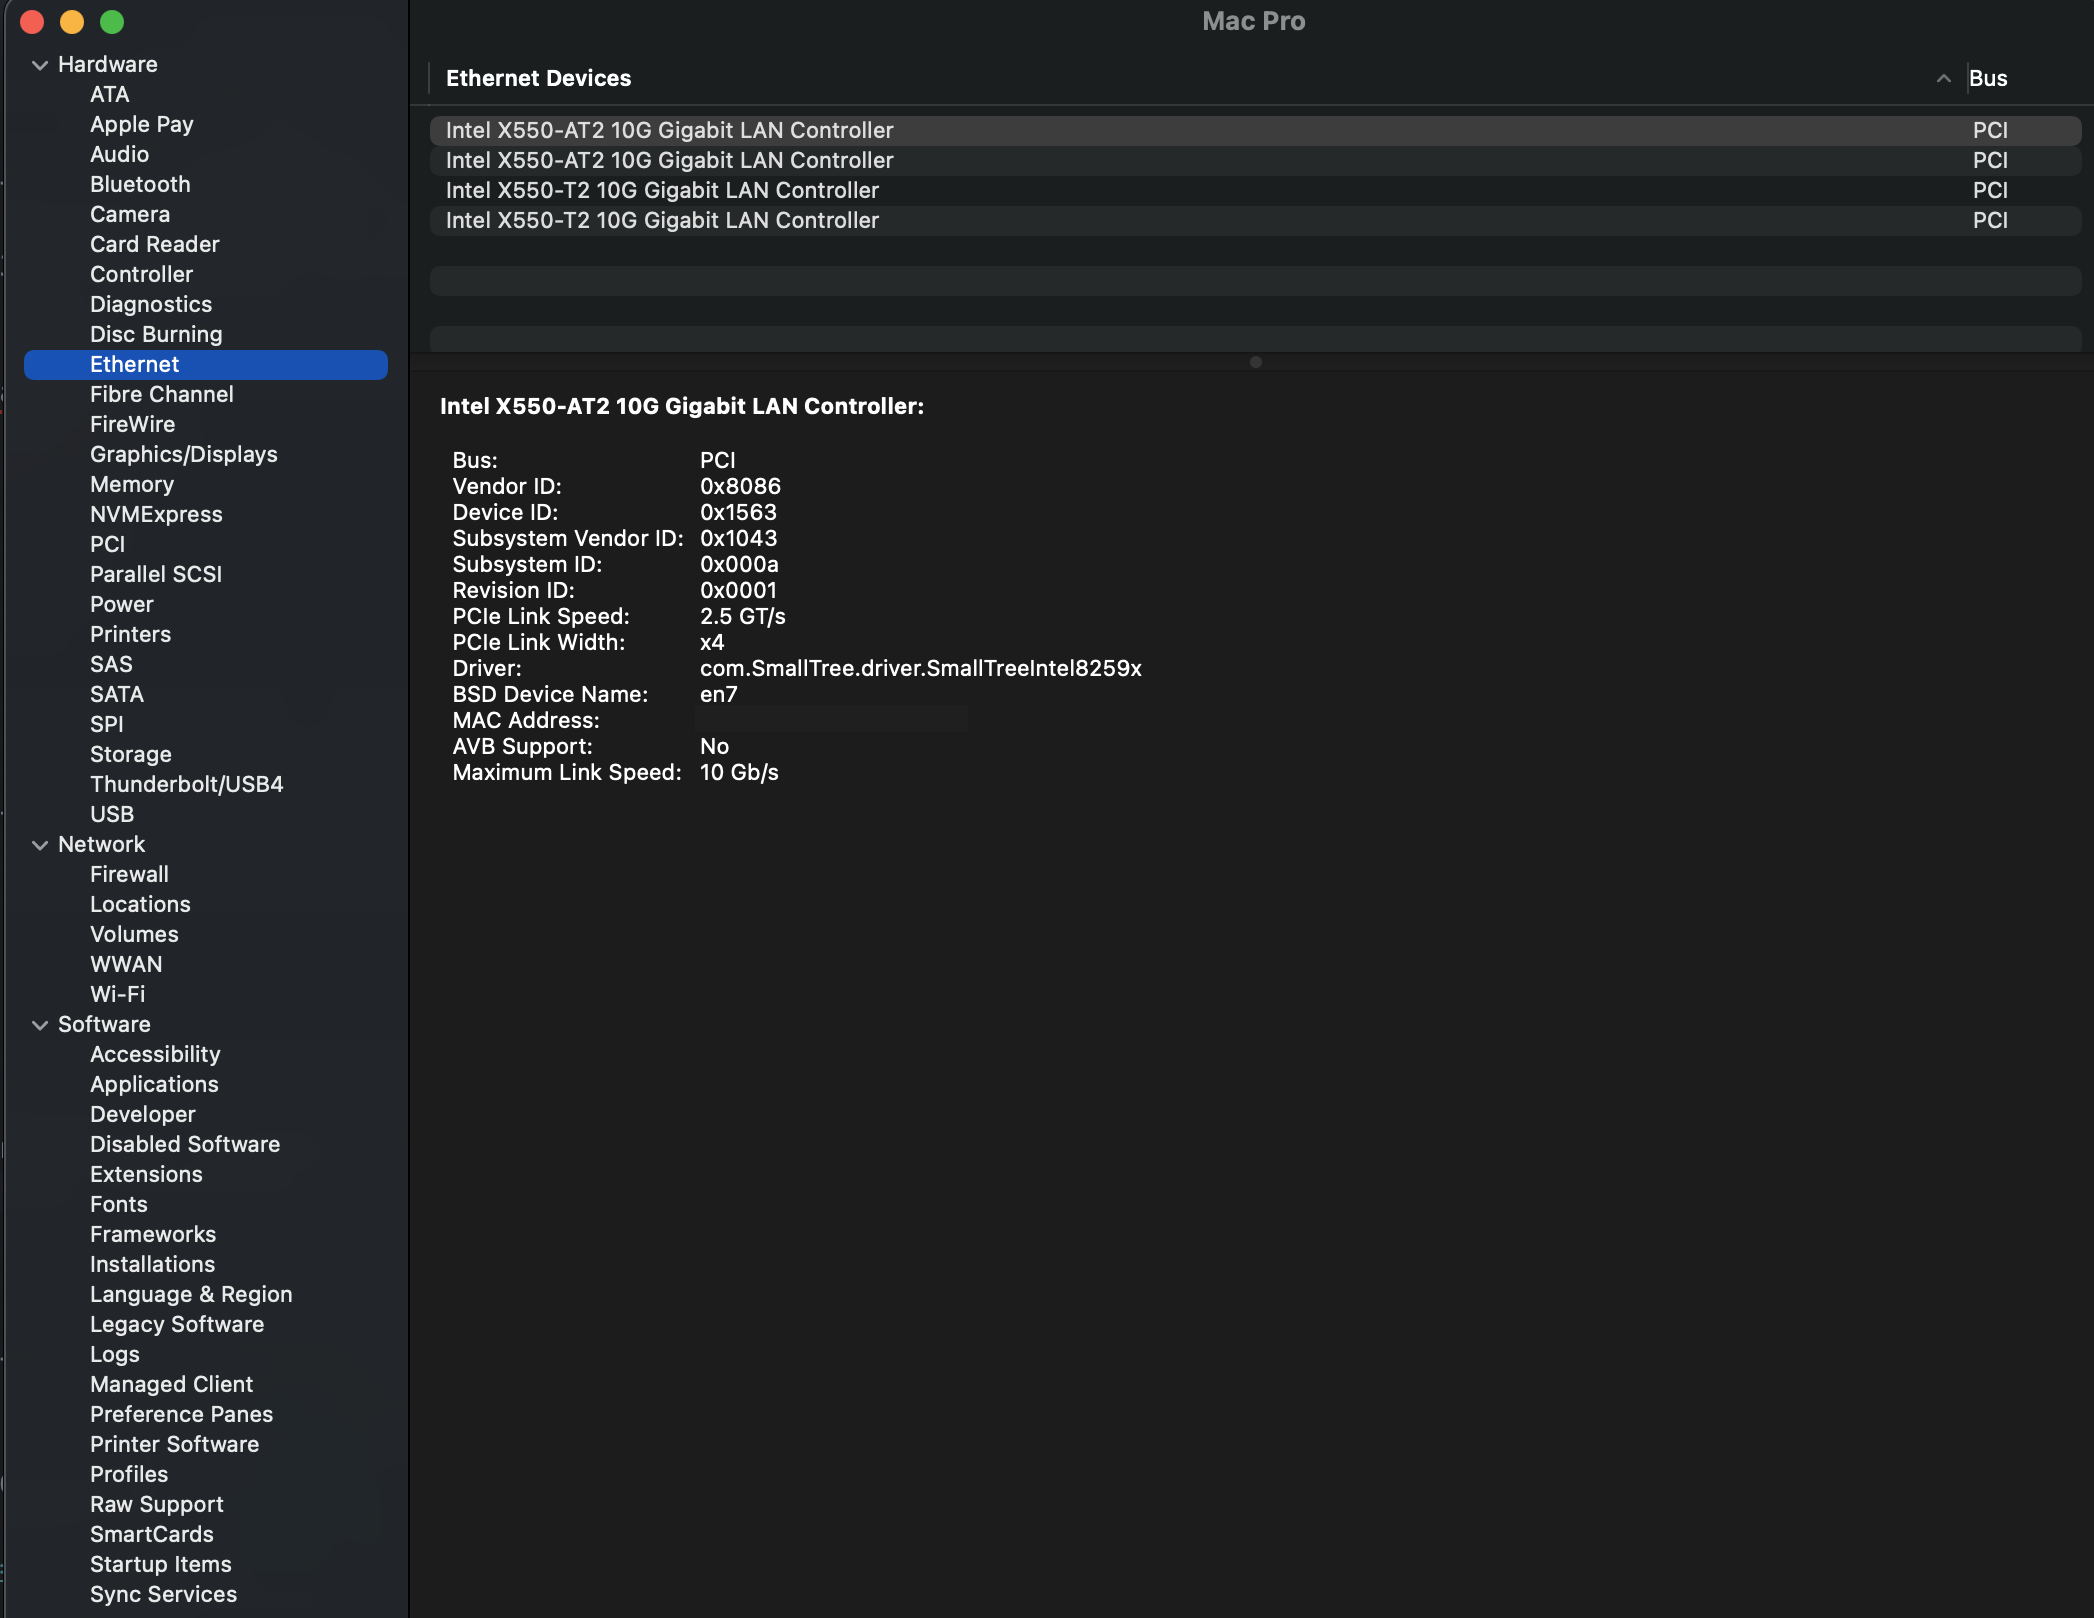 Mac Pro
Hardware
ATA
Apple Pay
Audio
Bluetooth
Camera
Card Reader
Controller
Diagnostics
Disc Burning
Ethernet
Fibre Channel
FireWire
Graphics/Displays
Memory
NVMExpress
PCI
Parallel SCSI
Power
Printers
SAS
SATA
SPI
Storage
Thunderbolt/USB4
USB
Network
Firewall
Locations
Volumes
WWAN
Wi-Fi
Software
Accessibility
Applications
Developer
Disabled Software
Extensions
Fonts
Frameworks
Installations
Language & Region
Legacy Software
Logs
Managed Client
Preference Panes
Printer Software
Profiles
Raw Support
SmartCards
Startup Items
Sync Services
Ethernet Devices Bus
Intel X550-AT2 10G Gigabit LAN Controller PCI
Intel X550-AT2 10G Gigabit LAN Controller PCI
Intel X550-T2 10G Gigabit LAN Controller PCI
Intel X550-T2 10G Gigabit LAN Controller PCI
Intel X550-AT2 10G Gigabit LAN Controller:
Bus: PCI
Vendor ID: 0x8086
Device ID: 0x1563
Subsystem Vendor ID: 0x1043
Subsystem ID: 0x000a
Revision ID: 0x0001
PCIe Link Speed: 2.5 GT/s
PCIe Link Width: x4
Driver: com.SmallTree.driver.SmallTreeIntel8259x
BSD Device Name: en7
MAC Address:
AVB Support: No
Maximum Link Speed: 10 Gb/s